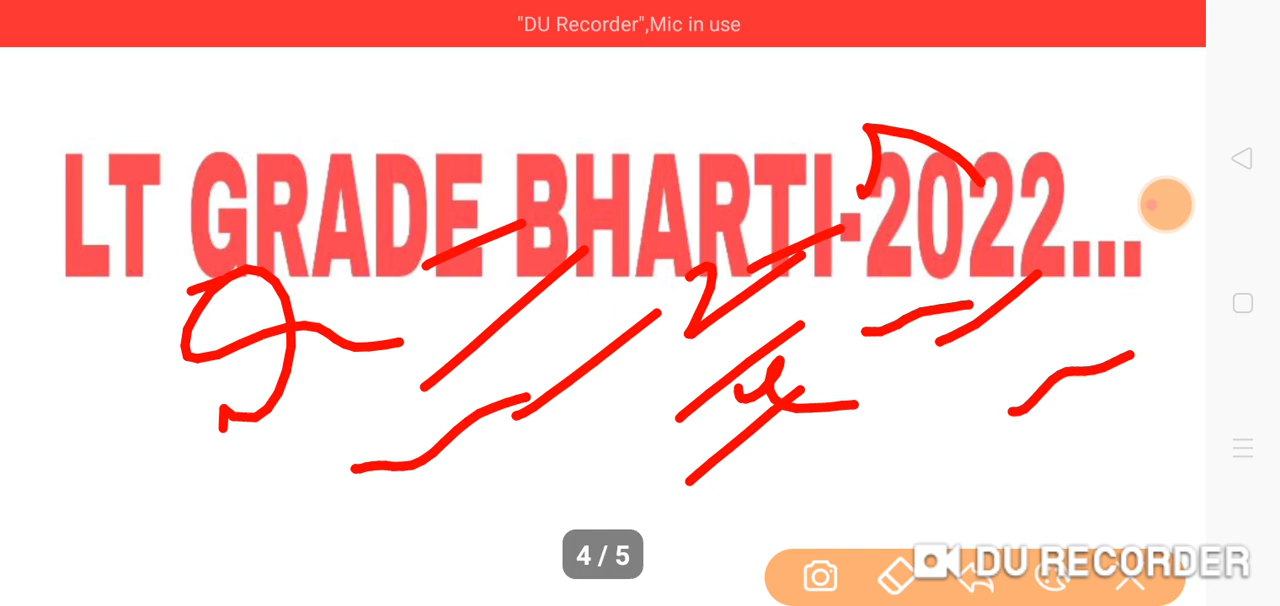 "DU Recorder",Mic in use
LT GRADE BHARTI-2022...
4 / 5
DU RECORDER